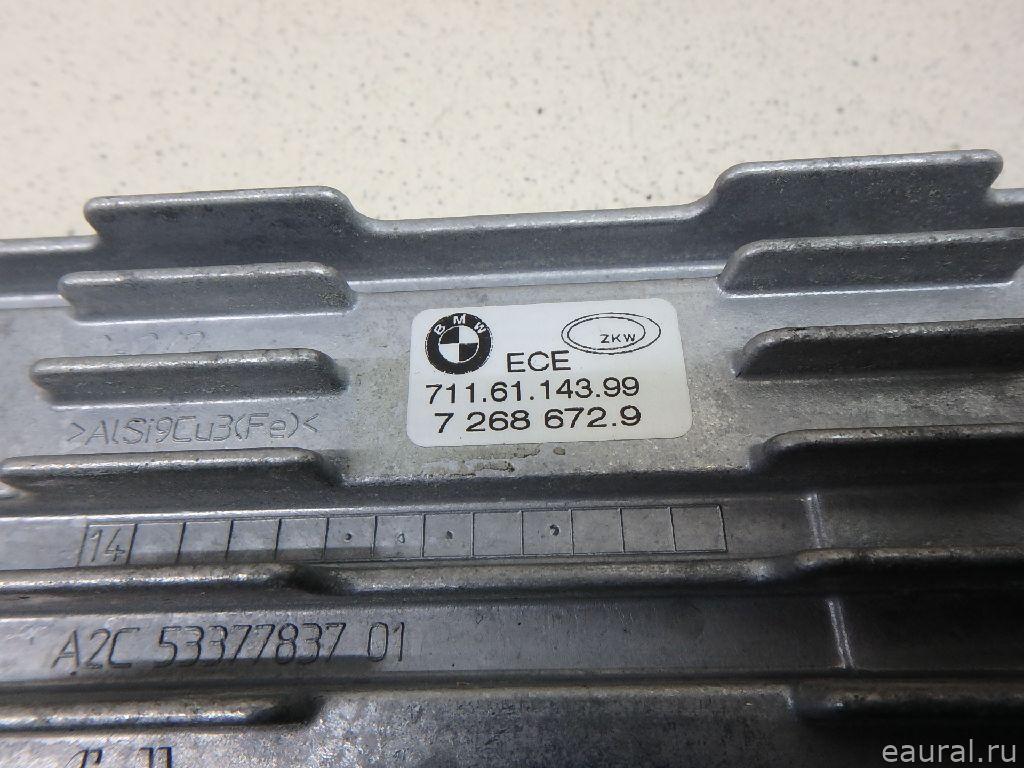 BMW
ZKW
ECE
711.61.143.99
7 268 672.9
>AlSi9Cu3(Fe)<
14
A2C 53377837 01
eaural.ru